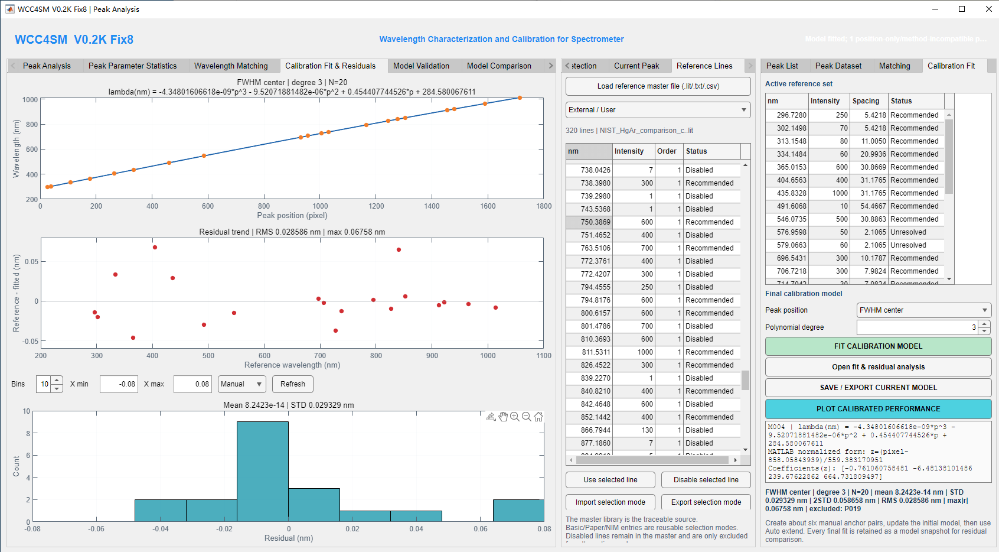 WCC4SM V0.2K Fix8 | Peak Analysis
WCC4SM V0.2K Fix8
Wavelength Characterization and Calibration for Spectrometer
Model fitted; 1 position-only/method-incompatible p...
Peak Analysis
Peak Parameter Statistics
Wavelength Matching
Calibration Fit & Residuals
Model Validation
Model Comparison
FWHM center | degree 3 | N=20
lambda(nm) = -4.34801606618e-09*p^3 - 9.52071881482e-06*p^2 + 0.454407744526*p + 284.580067611
1000
800
600
400
200
Wavelength (nm)
0 200 400 600 800 1000 1200 1400 1600 1800
Peak position (pixel)
Residual trend | RMS 0.028586 nm | max 0.06758 nm
0.05
0
-0.05
Reference - fitted (nm)
200 300 400 500 600 700 800 900 1000 1100
Reference wavelength (nm)
Bins 10 X min -0.08 X max 0.08 Manual Refresh
Mean 8.2423e-14 | STD 0.029329 nm
10
8
6
4
2
0
Count
-0.08 -0.06 -0.04 -0.02 0 0.02 0.04 0.06 0.08
Residual (nm)
etection
Current Peak
Reference Lines
Load reference master file (.lit/.txt/.csv)
External / User
320 lines | NIST_HgAr_comparison_c..lit
nm Intensity Order Status
738.0426 7 1 Disabled
738.3980 300 1 Recommended
739.2980 1 1 Disabled
743.5368 1 1 Disabled
750.3869 600 1 Recommended
751.4652 400 1 Disabled
763.5106 700 1 Recommended
772.3761 400 1 Disabled
772.4207 300 1 Disabled
794.4555 250 1 Disabled
794.8176 600 1 Recommended
800.6157 600 1 Recommended
801.4786 700 1 Disabled
810.3693 600 1 Disabled
811.5311 1000 1 Recommended
826.4522 300 1 Recommended
839.2270 1 1 Disabled
840.8210 400 1 Recommended
842.4648 600 1 Disabled
852.1442 400 1 Recommended
866.7944 130 1 Disabled
877.1860 7 1 Disabled
Use selected line
Disable selected line
Import selection mode
Export selection mode
The master library is the traceable source.
Basic/Paper/NIM entries are reusable selection modes.
Disabled lines remain in the master and are only excluded
Peak List
Peak Dataset
Matching
Calibration Fit
Active reference set
nm Intensity Spacing Status
296.7280 250 5.4218 Recommended
302.1498 70 5.4218 Recommended
313.1548 80 11.0050 Recommended
334.1484 60 20.9936 Recommended
365.0153 600 30.8669 Recommended
404.6563 400 31.1765 Recommended
435.8328 1000 31.1765 Recommended
491.6068 10 54.4667 Recommended
546.0735 500 30.8863 Recommended
576.9598 50 2.1065 Unresolved
579.0663 60 2.1065 Unresolved
696.5431 300 10.1787 Recommended
706.7218 300 7.9824 Recommended
714.7042 30 7.9824 Recommended
Final calibration model
Peak position FWHM center
Polynomial degree 3
FIT CALIBRATION MODEL
Open fit & residual analysis
SAVE / EXPORT CURRENT MODEL
PLOT CALIBRATED PERFORMANCE
M004 | lambda(nm) = -4.34801606618e-09*p^3 -
9.52071881482e-06*p^2 + 0.454407744526*p +
284.580067611
MATLAB normalized form: z=(pixel-
858.05843939)/559.383170951
Coefficients(z): [-0.761060758481 -6.48138101486
239.67622862 664.731809497]
FWHM center | degree 3 | N=20 | mean 8.2423e-14 nm | STD
0.029329 nm | 2STD 0.058658 nm | RMS 0.028586 nm | max|r|
0.06758 nm | excluded: P019
Create about six manual anchor pairs, update the initial model, then use
Auto extend. Every final fit is retained as a model snapshot for residual
comparison.